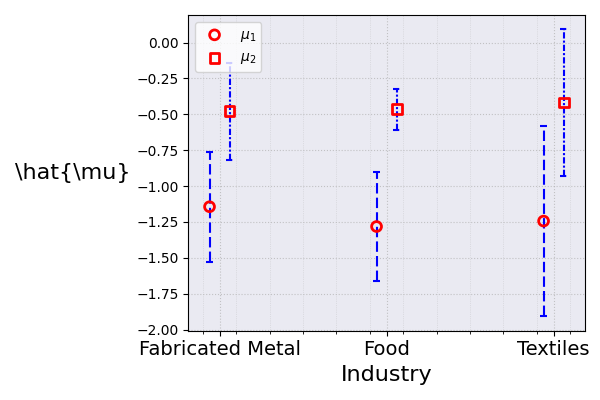 μ₁
μ₂
0.00
−0.25
−0.50
−0.75
−1.00
−1.25
−1.50
−1.75
−2.00
\hat{\mu}
Fabricated Metal Food Textiles
Industry